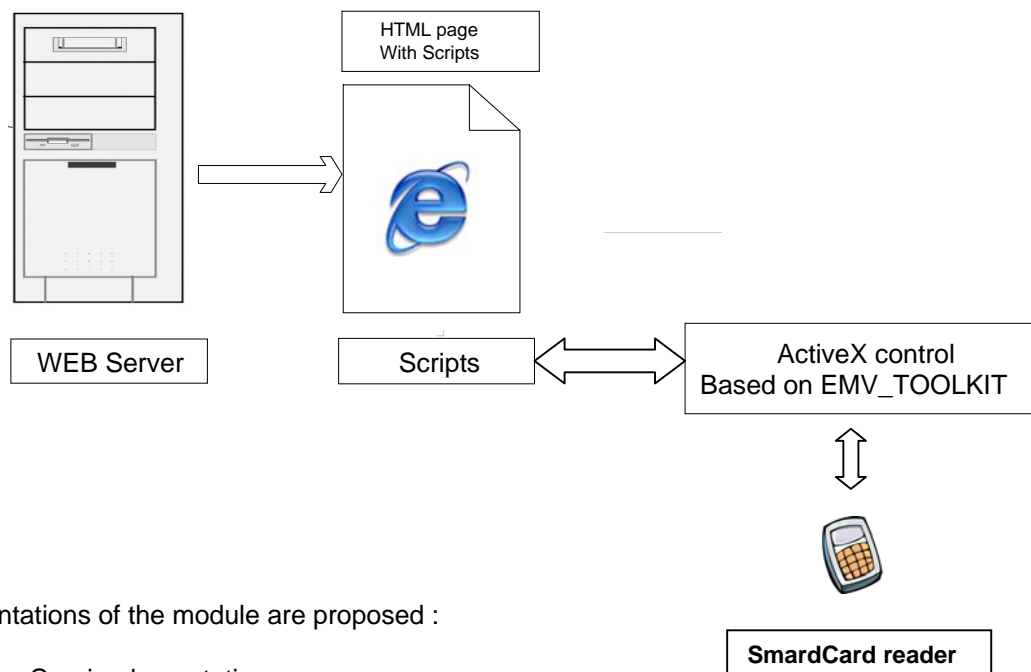 HTML page
With Scripts
WEB Server
Scripts
ActiveX control
Based on EMV_TOOLKIT
ntations of the module are proposed :
SmardCard reader